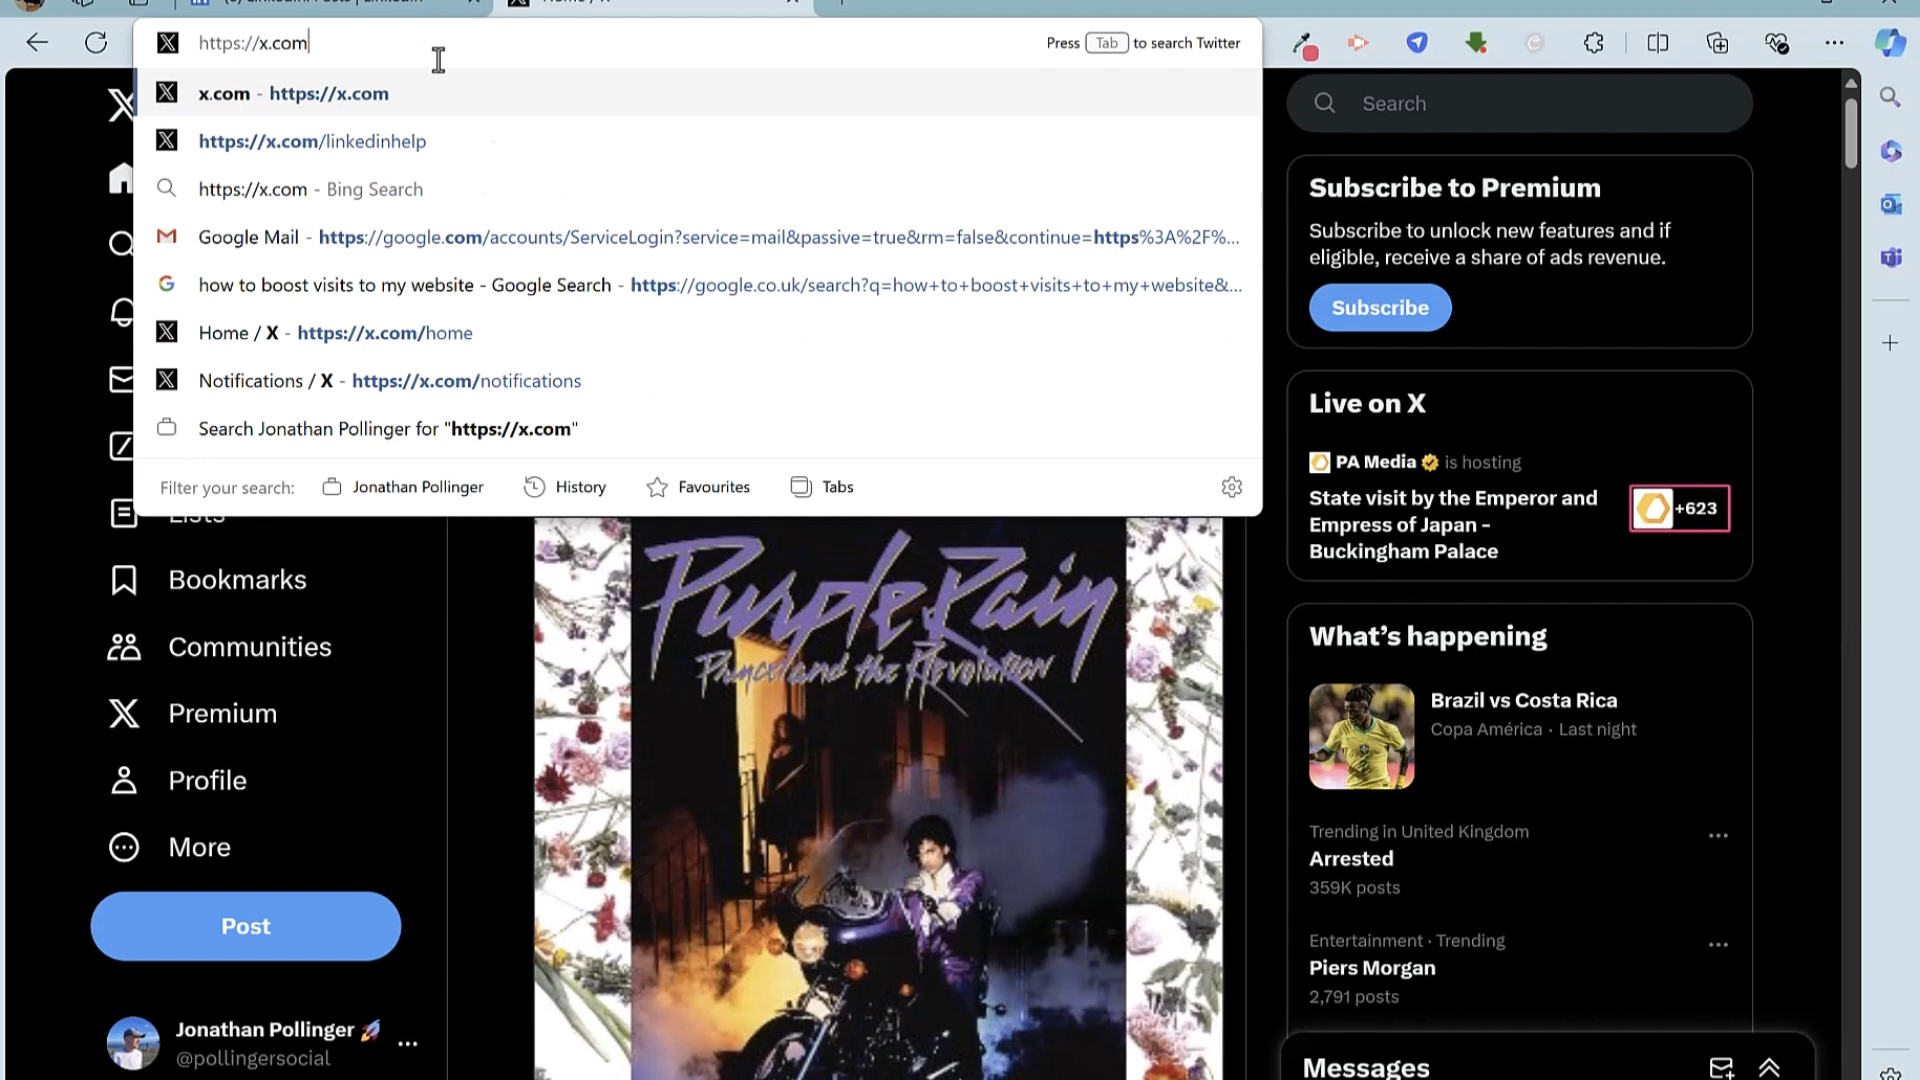 https://x.com
Press Tab to search Twitter
x.com - https://x.com
https://x.com/linkedinhelp
https://x.com - Bing Search
Google Mail - https://google.com/accounts/ServiceLogin?service=mail&passive=true&rm=false&continue=https%3A%2F%...
how to boost visits to my website - Google Search - https://google.co.uk/search?q=how+to+boost+visits+to+my+website&...
Home / X - https://x.com/home
Notifications / X - https://x.com/notifications
Search Jonathan Pollinger for "https://x.com"
Filter your search: Jonathan Pollinger History Favourites Tabs
Lists
Bookmarks
Communities
Premium
Profile
More
Post
Jonathan Pollinger 🚀
@pollingersocial
Purple Rain
Prince and the Revolution
Search
Subscribe to Premium
Subscribe to unlock new features and if
eligible, receive a share of ads revenue.
Subscribe
Live on X
PA Media is hosting
State visit by the Emperor and
Empress of Japan -
Buckingham Palace
+623
What's happening
Brazil vs Costa Rica
Copa América · Last night
Trending in United Kingdom
Arrested
359K posts
Entertainment · Trending
Piers Morgan
2,791 posts
Messages